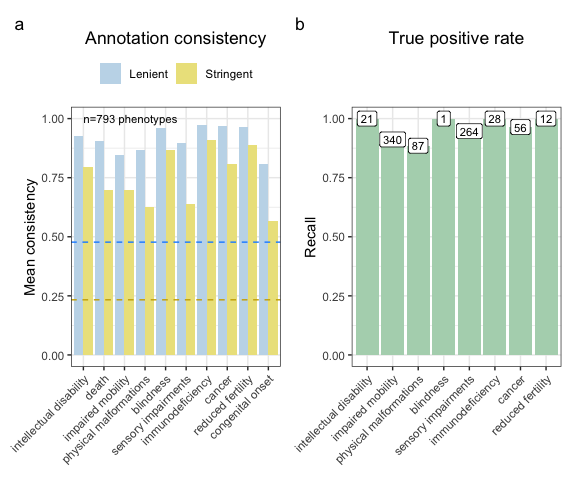 a
Annotation consistency
Lenient
Stringent
n=793 phenotypes
Mean consistency
1.00
0.75
0.50
0.25
0.00
intellectual disability
death
impaired mobility
physical malformations
blindness
sensory impairments
immunodeficiency
cancer
reduced fertility
congenital onset
b
True positive rate
Recall
1.00
0.75
0.50
0.25
0.00
21
340
87
1
264
28
56
12
intellectual disability
impaired mobility
physical malformations
blindness
sensory impairments
immunodeficiency
cancer
reduced fertility